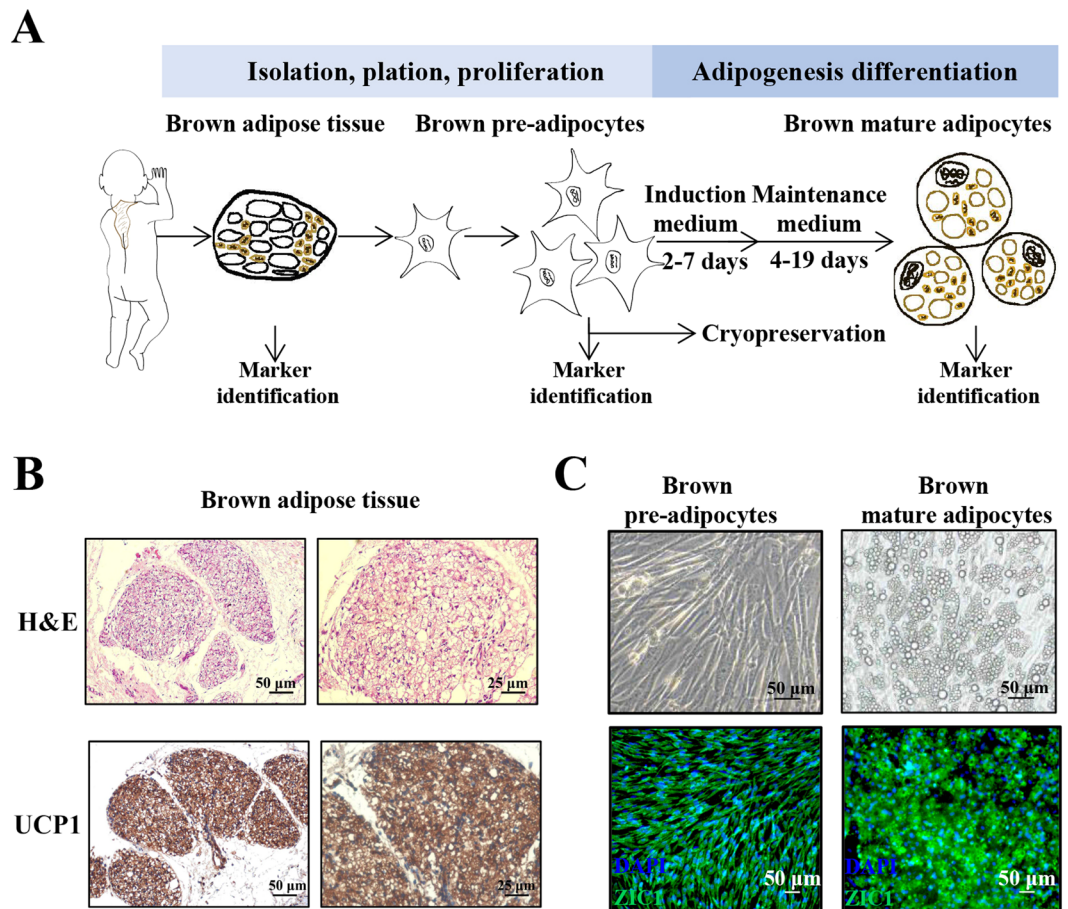 A
Isolation, plation, proliferation
Adipogenesis differentiation
Brown adipose tissue
Brown pre-adipocytes
Brown mature adipocytes
Induction
medium
2-7 days
Maintenance
medium
4-19 days
Cryopreservation
Marker
identification
Marker
identification
Marker
identification
B
Brown adipose tissue
H&E
50 μm
25 μm
UCP1
50 μm
25 μm
C
Brown
pre-adipocytes
Brown
mature adipocytes
50 μm
50 μm
DAPI
ZIC1
50 μm
DAPI
ZIC1
50 μm